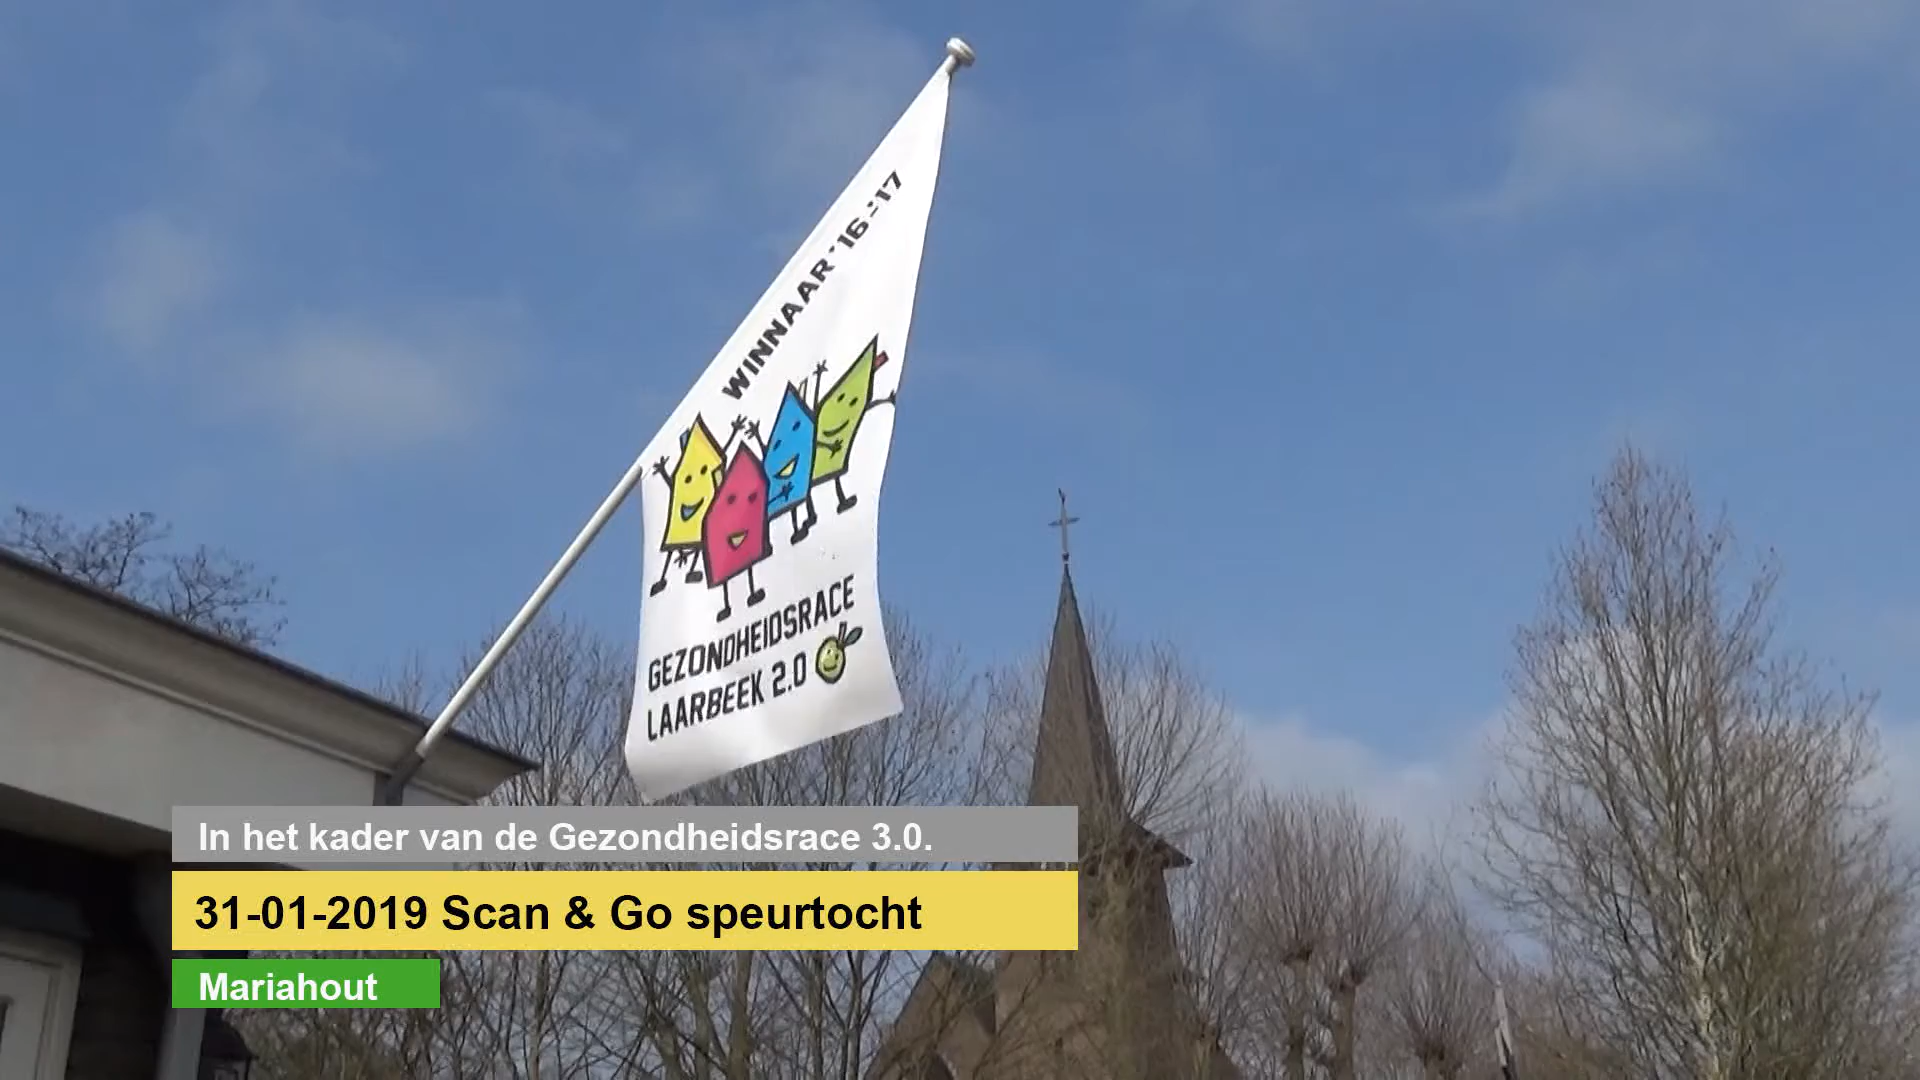 WINNAAR '16-'17
GEZONDHEIDSRACE
LAARBEEK 2.0
In het kader van de Gezondheidsrace 3.0.
31-01-2019 Scan & Go speurtocht
Mariahout